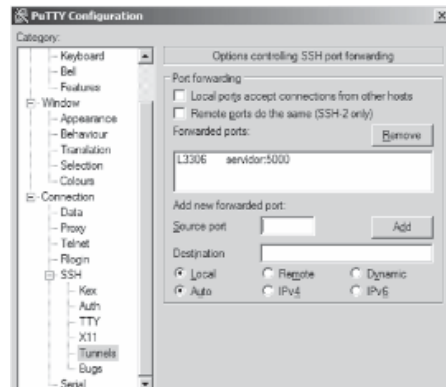 PuTTY Configuration
Category:
Keyboard
Bell
Features
Window
Appearance
Behaviour
Translation
Selection
Colours
Connection
Data
Proxy
Telnet
Rlogin
SSH
Kex
Auth
TTY
X11
Tunnels
Bugs
Serial
Options controlling SSH port forwarding
Port forwarding
Local ports accept connections from other hosts
Remote ports do the same (SSH-2 only)
Forwarded ports:
Remove
L3306 servidor:5000
Add new forwarded port:
Source port
Add
Destination
Local Remote Dynamic
Auto IPv4 IPv6